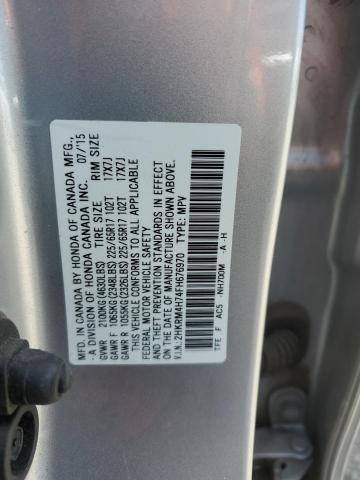 MFD. IN CANADA BY HONDA OF CANADA MFG. 07/'15
- A DIVISION OF HONDA CANADA INC.
TIRE SIZE RIM SIZE
GVWR 2100KG(4630LBS)
GAWR F 1065KG(2348LBS) 225/65R17 102T 17X7J
GAWR R 1055KG(2326LBS) 225/65R17 102T 17X7J
THIS VEHICLE CONFORMS TO ALL APPLICABLE
FEDERAL MOTOR VEHICLE SAFETY
AND THEFT PREVENTION STANDARDS IN EFFECT
ON THE DATE OF MANUFACTURE SHOWN ABOVE.
V.I.N.: 2HKRM4H74FH676970 TYPE: MPV
TFE F AC5 NH700M A - H